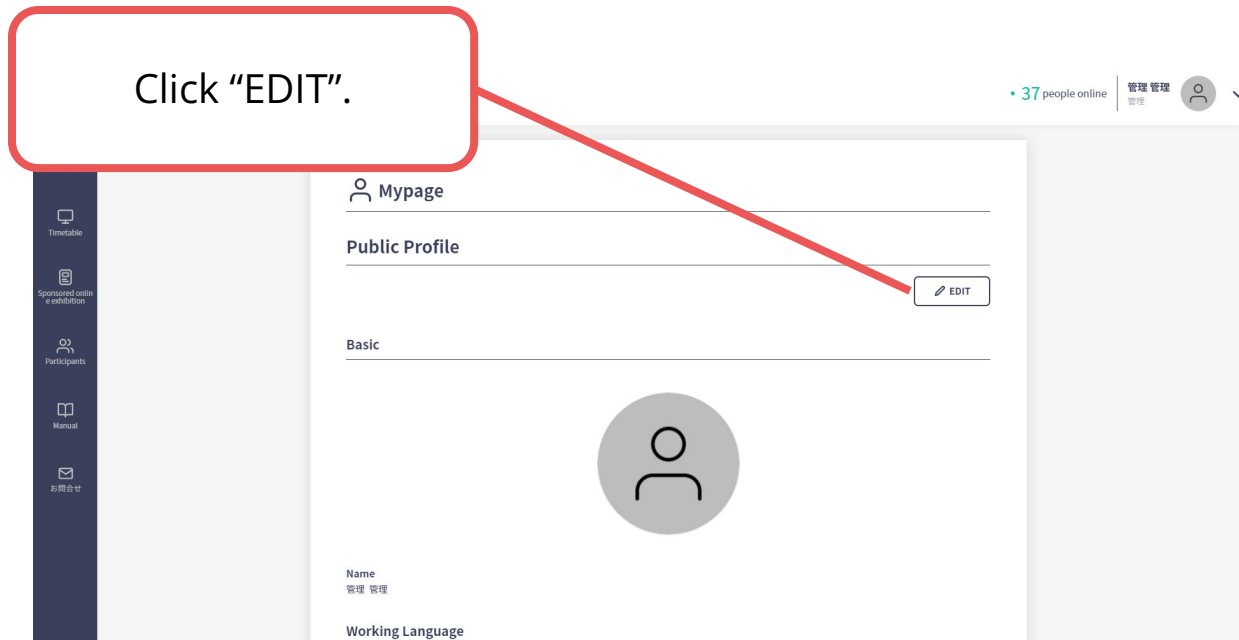 Click “EDIT”.
• 37 people online
管理 管理
管理
Mypage
Public Profile
EDIT
Basic
Name
管理 管理
Working Language
Timetable
Sponsored onlin
e exhibition
Participants
Manual
お問合せ